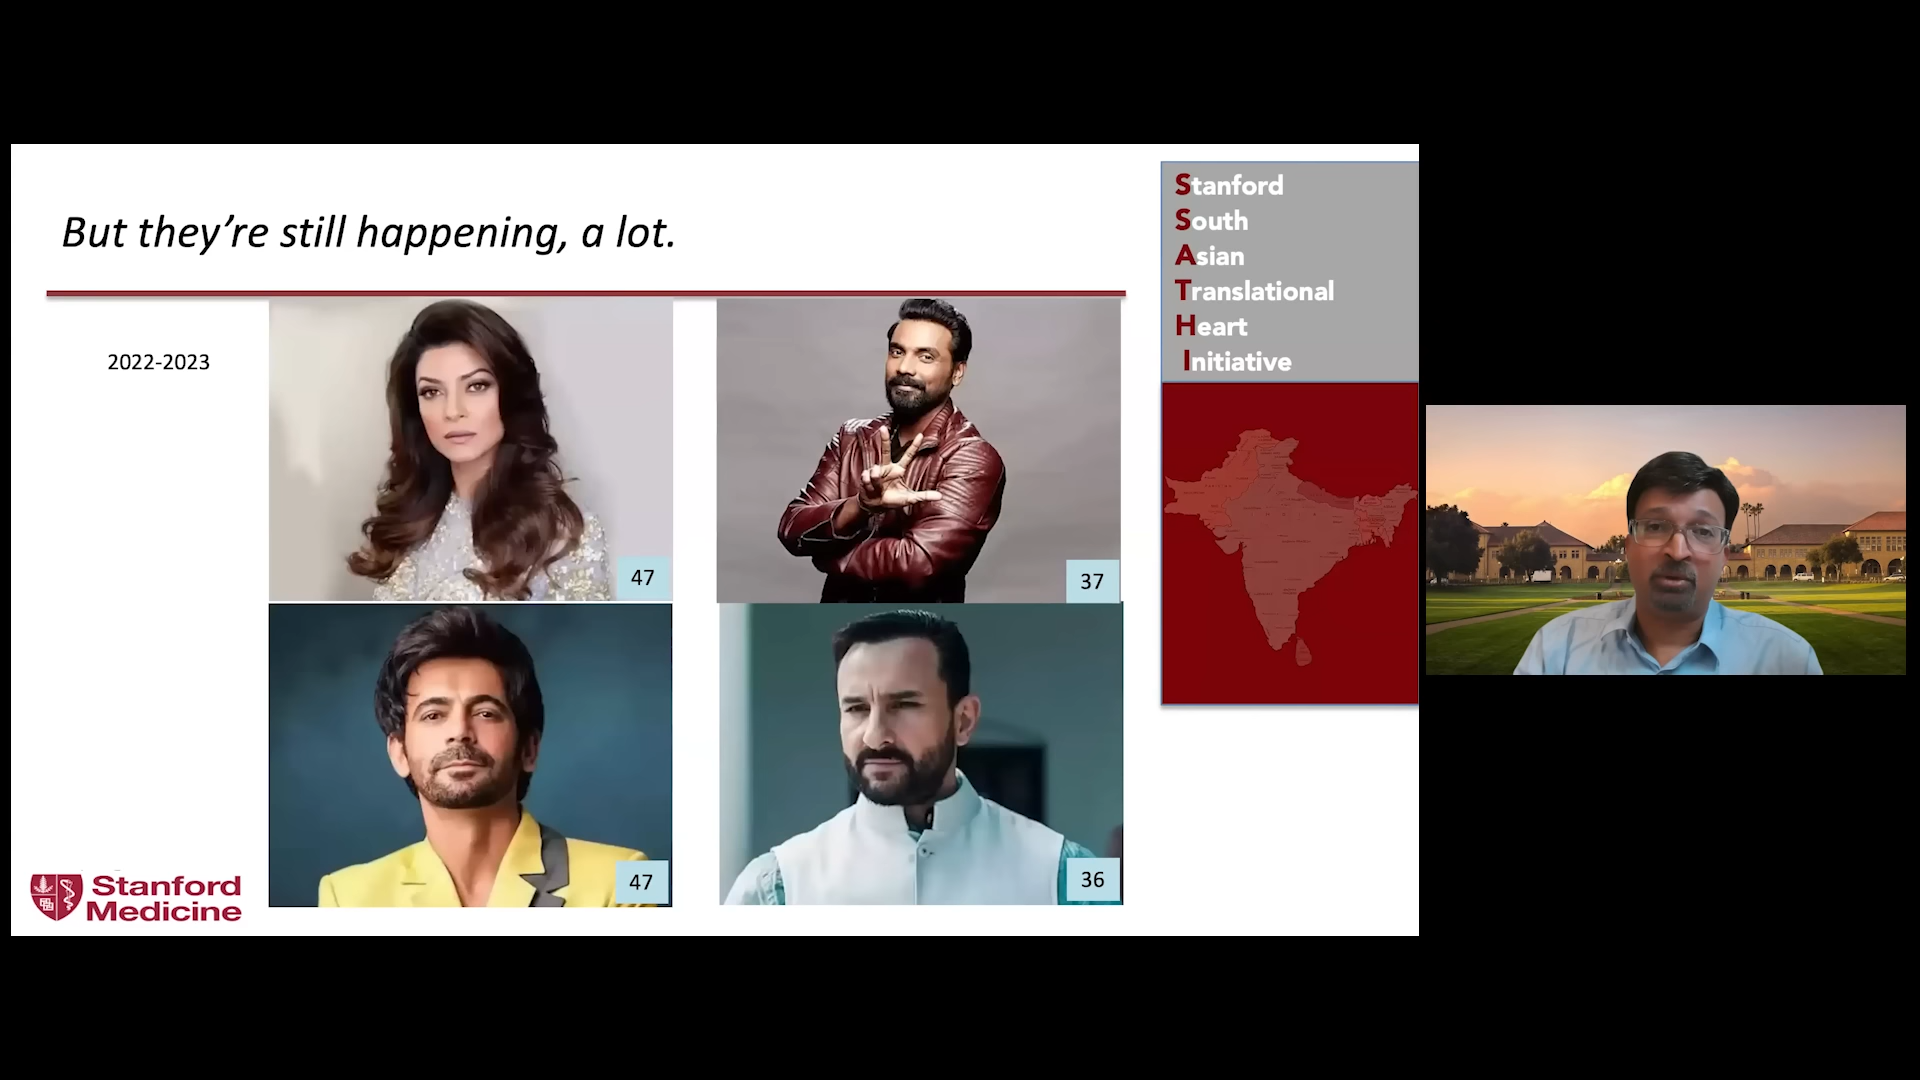 But they're still happening, a lot.
2022-2023
47
37
47
36
Stanford
South
Asian
Translational
Heart
Initiative
Stanford
Medicine